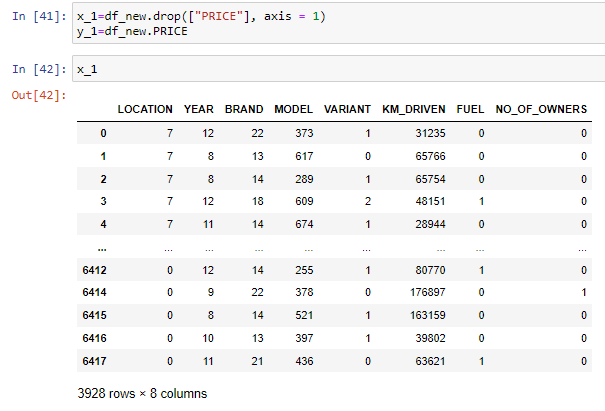 In [41]: x_1=df_new.drop(["PRICE"], axis = 1)
y_1=df_new.PRICE
In [42]: x_1
Out[42]:
LOCATION YEAR BRAND MODEL VARIANT KM_DRIVEN FUEL NO_OF_OWNERS
0 7 12 22 373 1 31235 0 0
1 7 8 13 617 0 65766 0 0
2 7 8 14 289 1 65754 0 0
3 7 12 18 609 2 48151 1 0
4 7 11 14 674 1 28944 0 0
... ... ... ... ... ... ... ... ...
6412 0 12 14 255 1 80770 1 0
6414 0 9 22 378 0 176897 0 1
6415 0 8 14 521 1 163159 0 0
6416 0 10 13 397 1 39802 0 0
6417 0 11 21 436 0 63621 1 0
3928 rows × 8 columns